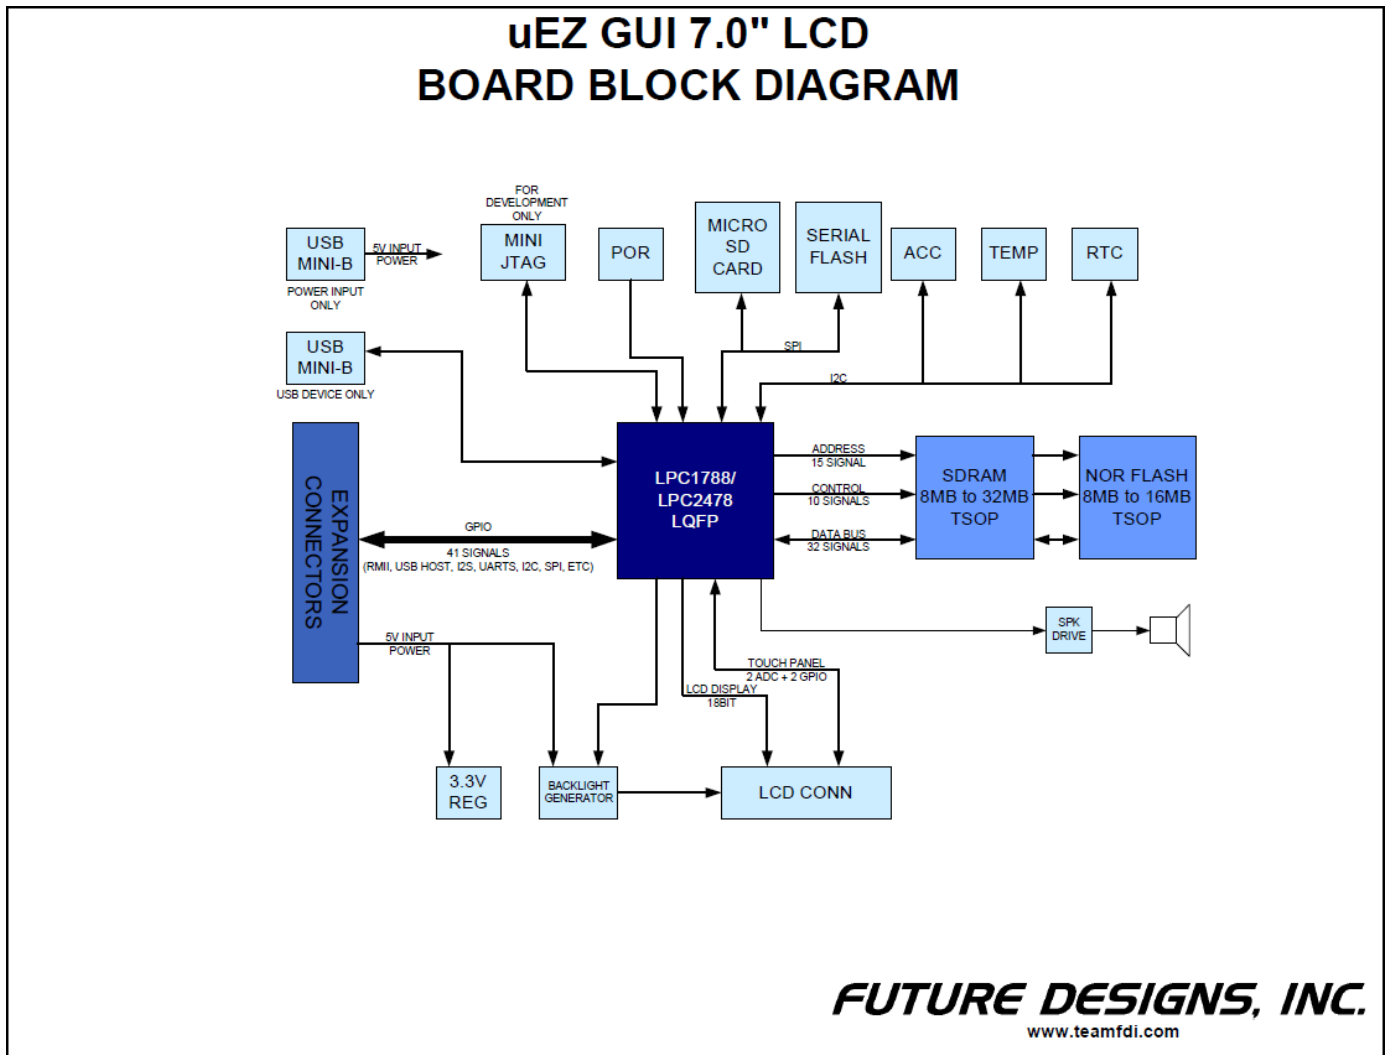 uEZ GUI 7.0" LCD
BOARD BLOCK DIAGRAM
FOR
DEVELOPMENT
ONLY
USB
MINI-B
5V INPUT
POWER
POWER INPUT
ONLY
MINI
JTAG
POR
MICRO
SD
CARD
SERIAL
FLASH
ACC
TEMP
RTC
USB
MINI-B
USB DEVICE ONLY
SPI
I2C
EXPANSION
CONNECTORS
GPIO
41 SIGNALS
(RMII, USB HOST, I2S, UARTS, I2C, SPI, ETC)
LPC1788/
LPC2478
LQFP
ADDRESS
15 SIGNAL
CONTROL
10 SIGNALS
DATA BUS
32 SIGNALS
SDRAM
8MB to 32MB
TSOP
NOR FLASH
8MB to 16MB
TSOP
5V INPUT
POWER
SPK
DRIVE
TOUCH PANEL
2 ADC + 2 GPIO
LCD DISPLAY
18BIT
3.3V
REG
BACKLIGHT
GENERATOR
LCD CONN
FUTURE DESIGNS, INC.
www.teamfdi.com